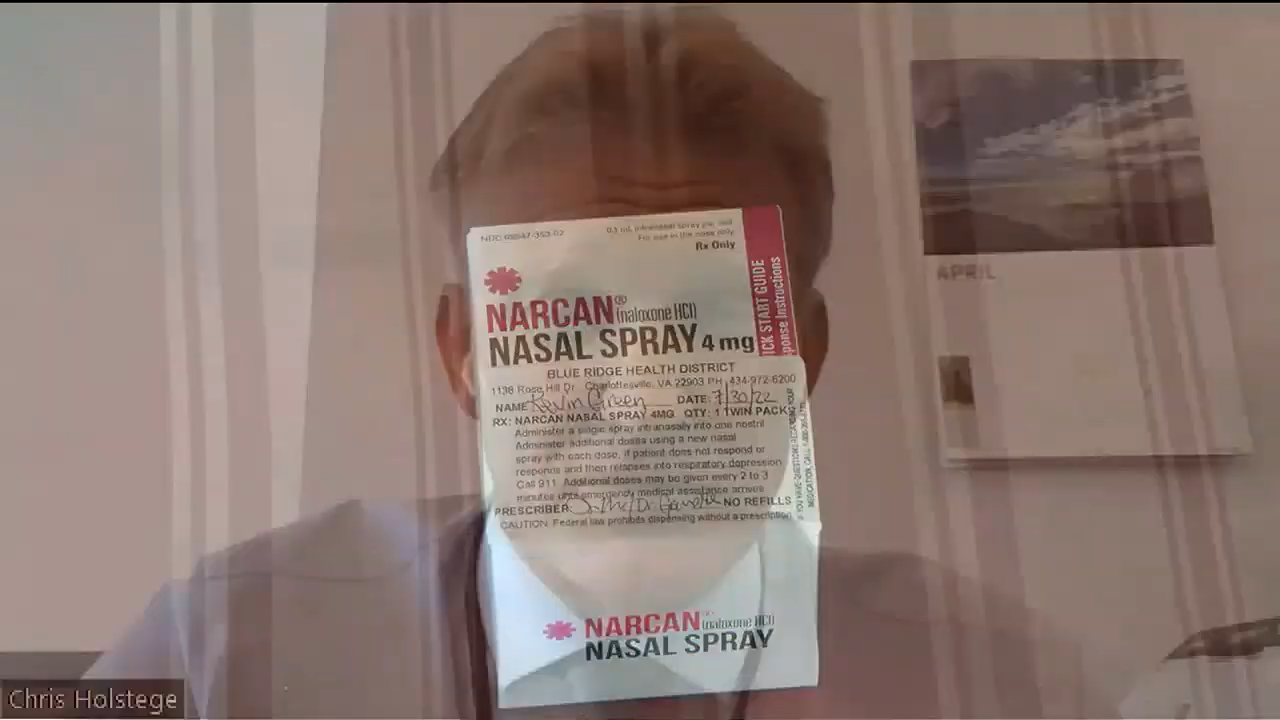 0.1 mL intranasal spray per unit
For use in the nose only
Rx Only
NARCAN® (naloxone HCl)
NASAL SPRAY 4 mg
ICK START GUIDE
ponse Instructions
BLUE RIDGE HEALTH DISTRICT
1138 Rose Hill Dr Charlottesville, VA 22903 PH 434-972-6200
NAME Kevin Green DATE: 7/30/22
RX: NARCAN NASAL SPRAY 4MG QTY: 1 TWIN PACK
Administer a single spray intranasally into one nostril
Administer additional doses using a new nasal
spray with each dose, if patient does not respond or
responds and then relapses into respiratory depression
Call 911. Additional doses may be given every 2 to 3
minutes until emergency medical assistance arrives
PRESCRIBER: NO REFILLS
CAUTION: Federal law prohibits dispensing without a prescription
NARCAN (naloxone HCl)
NASAL SPRAY
APRIL
Chris Holstege